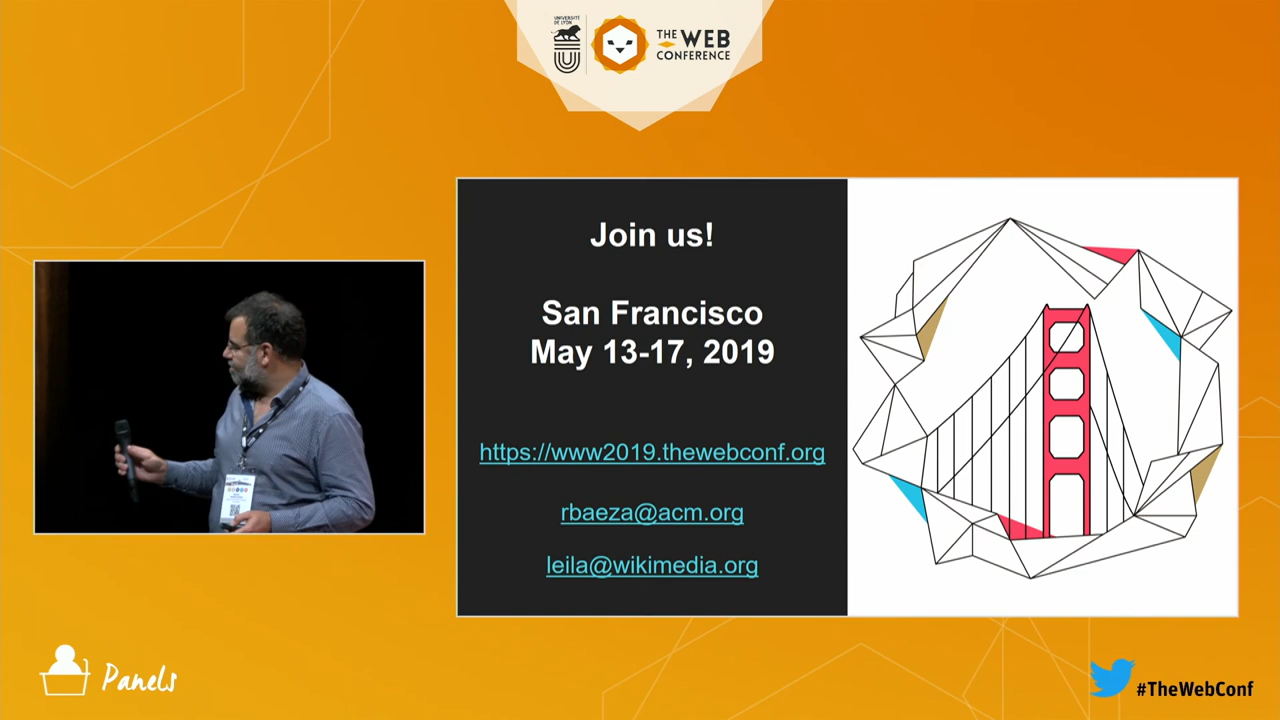 UNIVERSITÉ
DE LYON
THE WEB
CONFERENCE
Join us!
San Francisco
May 13-17, 2019
https://www2019.thewebconf.org
rbaeza@acm.org
leila@wikimedia.org
Panels
#TheWebConf